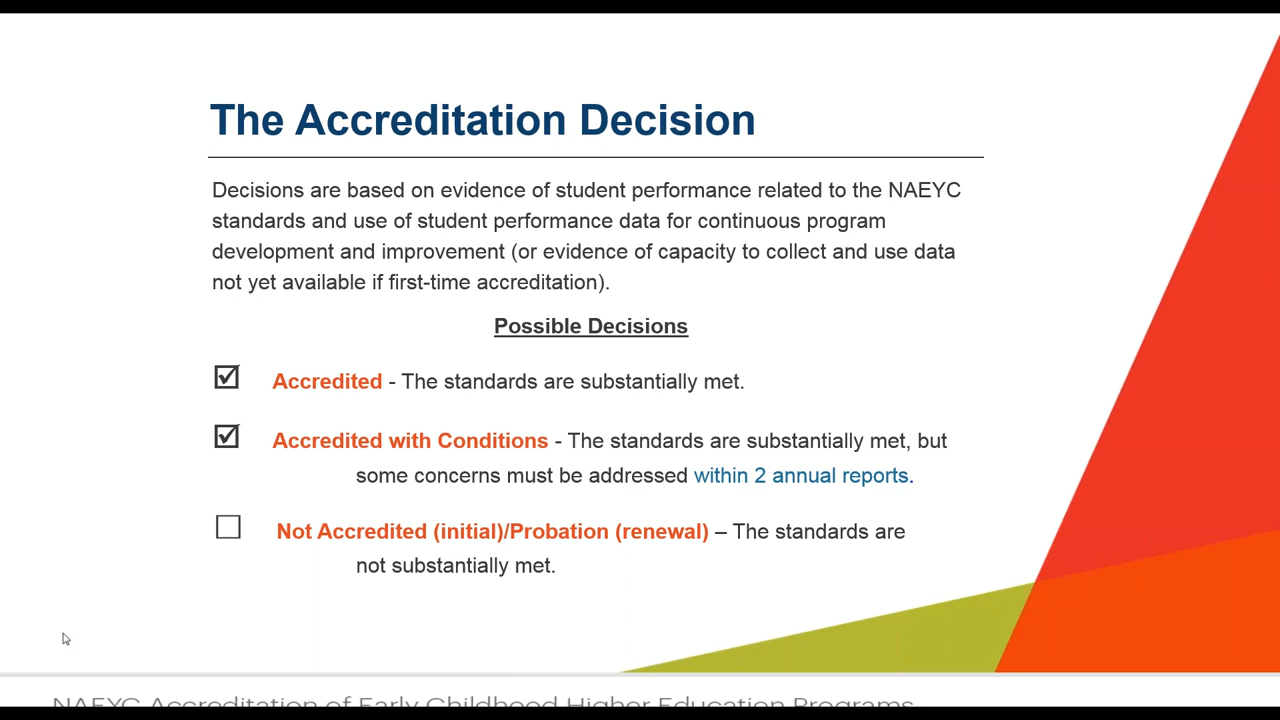 The Accreditation Decision
Decisions are based on evidence of student performance related to the NAEYC
standards and use of student performance data for continuous program
development and improvement (or evidence of capacity to collect and use data
not yet available if first-time accreditation).
Possible Decisions
Accredited - The standards are substantially met.
Accredited with Conditions - The standards are substantially met, but
some concerns must be addressed within 2 annual reports.
Not Accredited (initial)/Probation (renewal) – The standards are
not substantially met.
NAEYC Accreditation of Early Childhood Higher Education Programs